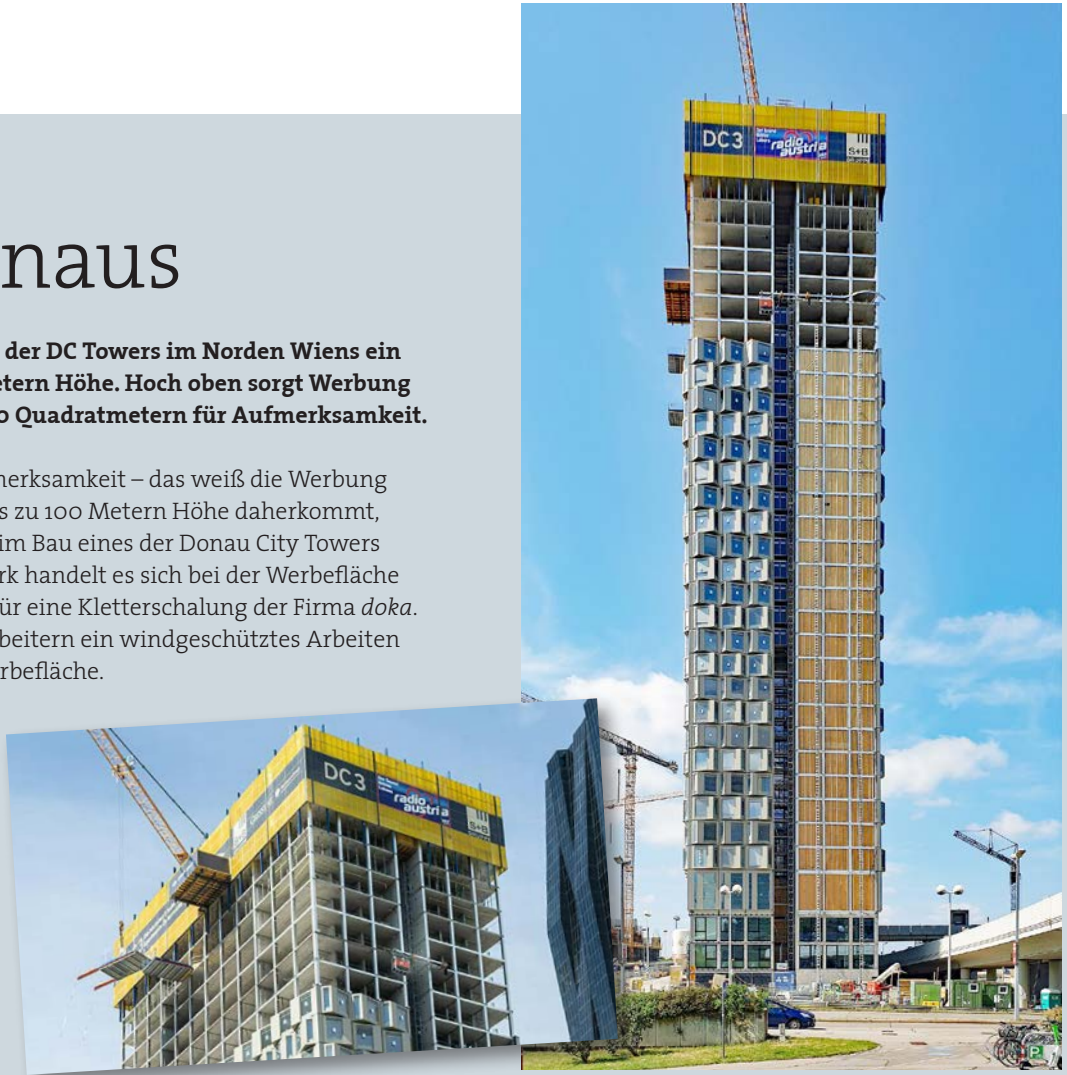 naus
der DC Towers im Norden Wiens ein
etern Höhe. Hoch oben sorgt Werbung
o Quadratmetern für Aufmerksamkeit.
merksamkeit – das weiß die Werbung
s zu 100 Metern Höhe daherkommt,
im Bau eines der Donau City Towers
rk handelt es sich bei der Werbefläche
für eine Kletterschalung der Firma doka.
beitern ein windgeschütztes Arbeiten
rbefläche.
DC3
radio
austria
S+B
DC3
radio
austria
S+B
P